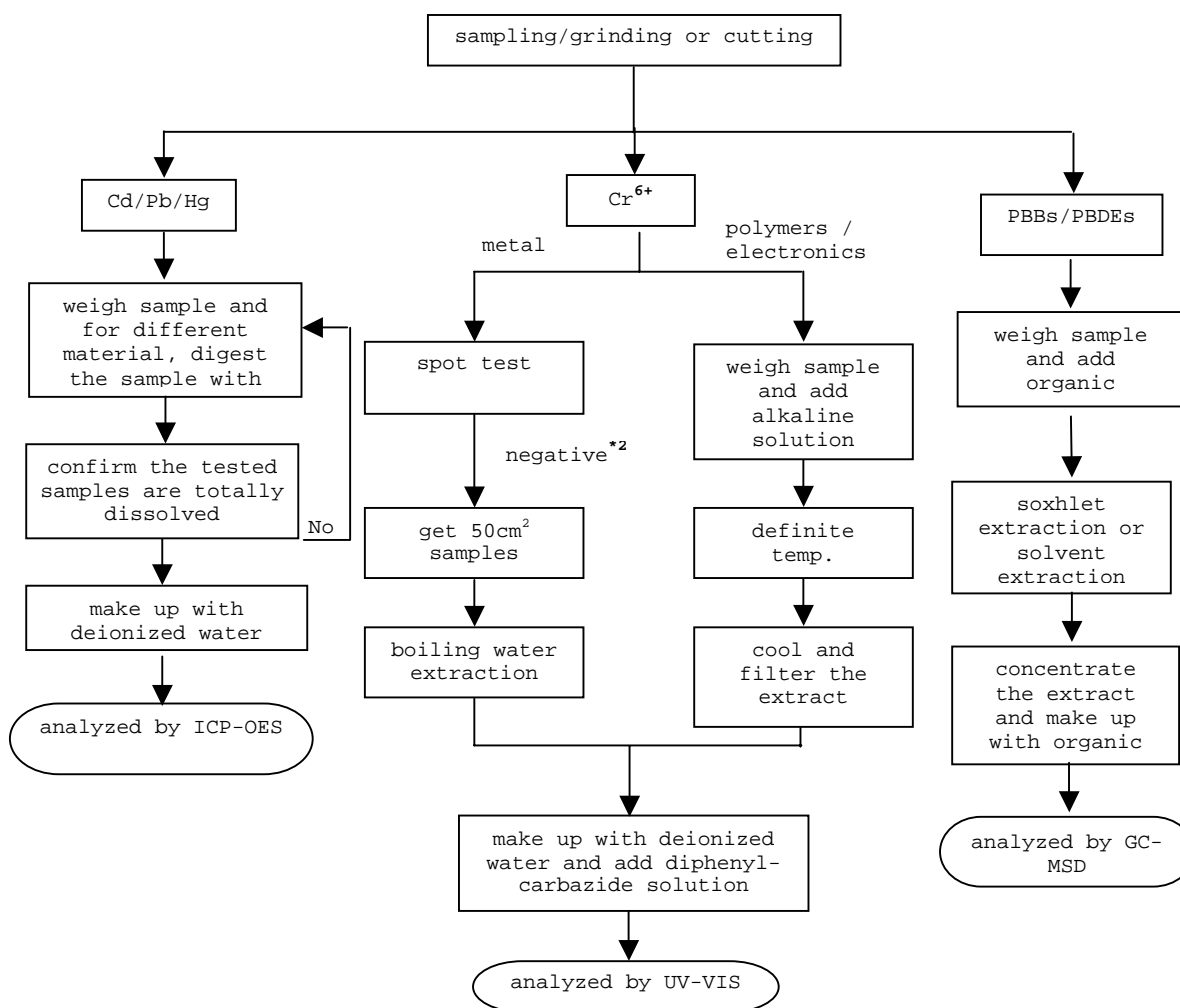 sampling/grinding or cutting
Cd/Pb/Hg
weigh sample and
for different
material, digest
the sample with
confirm the tested
samples are totally
dissolved
No
make up with
deionized water
analyzed by ICP-OES
Cr⁶⁺
metal
polymers /
electronics
spot test
negative*²
get 50cm²
samples
boiling water
extraction
weigh sample
and add
alkaline
solution
definite
temp.
cool and
filter the
extract
make up with deionized
water and add diphenyl-
carbazide solution
analyzed by UV-VIS
PBBs/PBDEs
weigh sample
and add
organic
soxhlet
extraction or
solvent
extraction
concentrate
the extract
and make up
with organic
analyzed by GC-
MSD